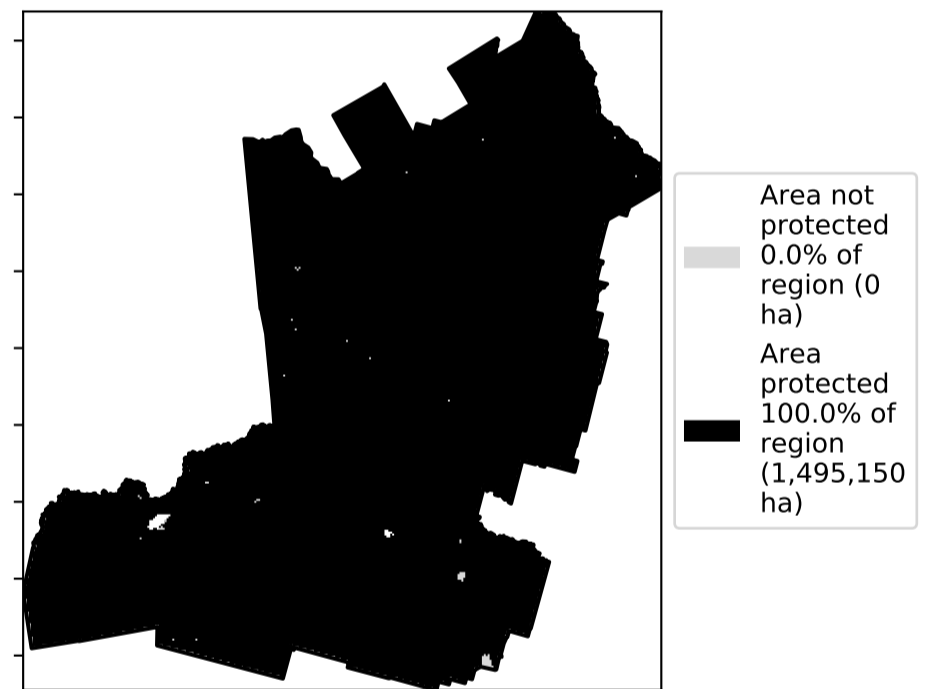 Area not
protected
0.0% of
region (0
ha)
Area
protected
100.0% of
region
(1,495,150
ha)